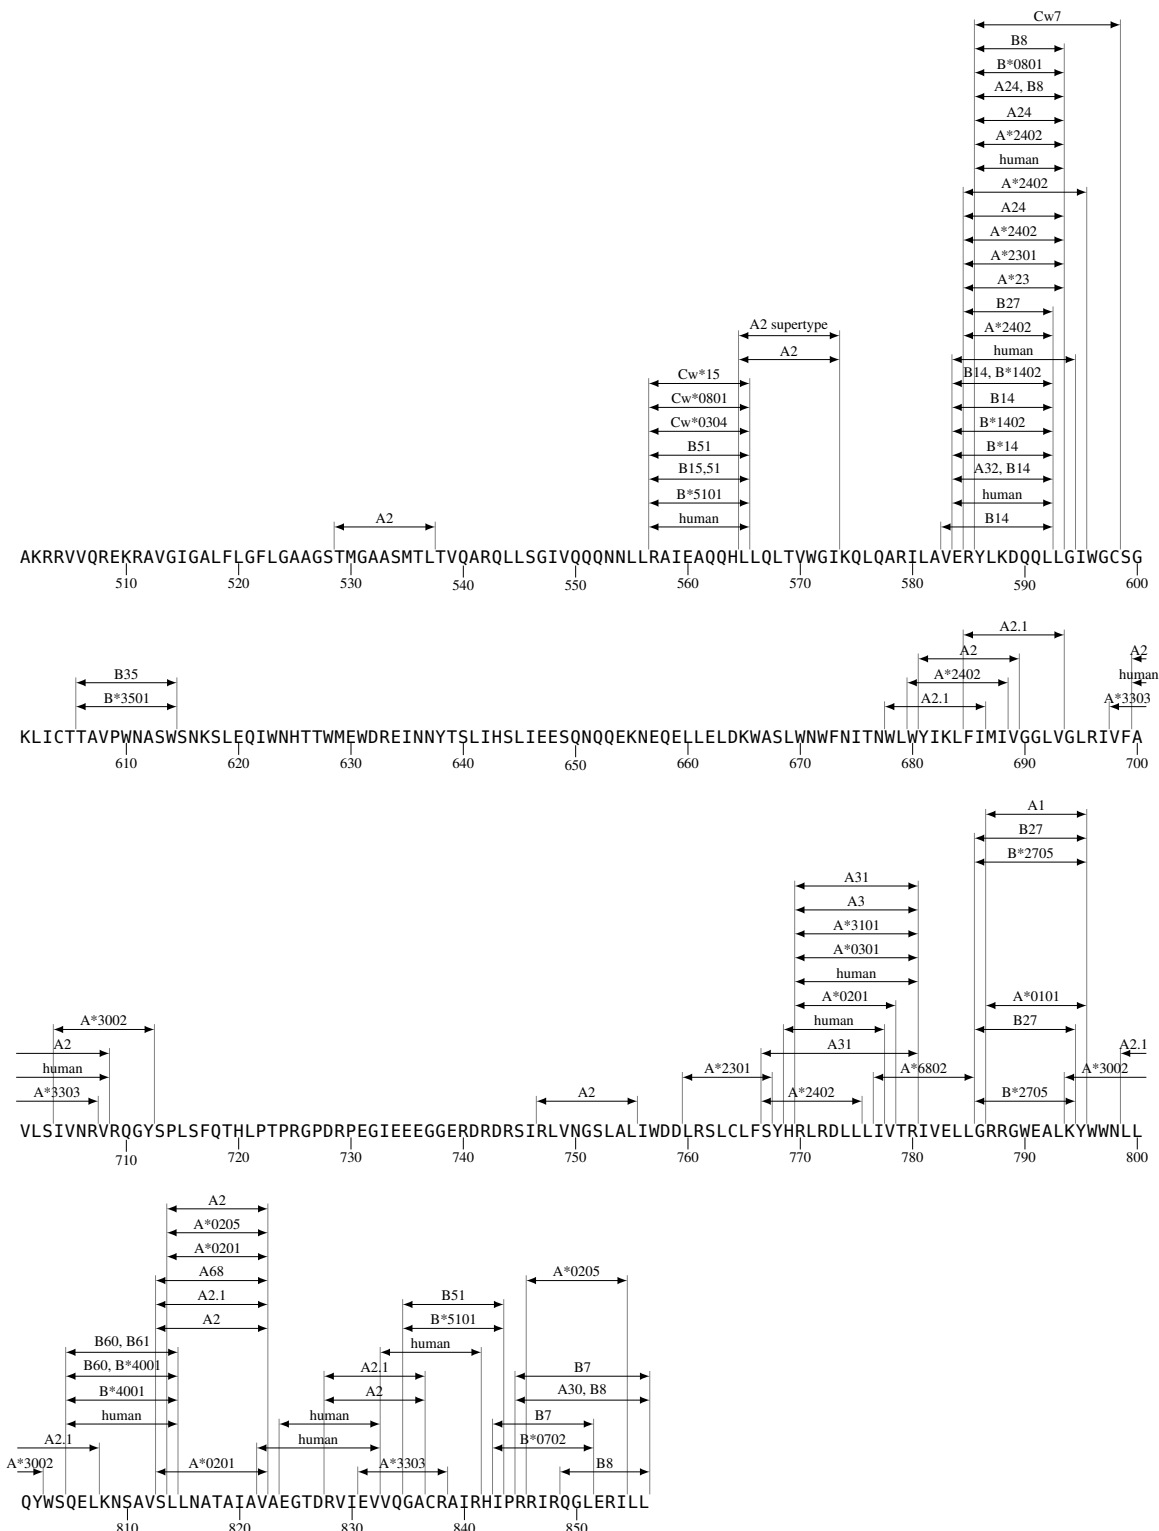 Cw7
B8
B*0801
A24, B8
A24
A*2402
human
A*2402
A24
A*2402
A*2301
A*23
B27
A2 supertype A*2402
A2 human
Cw*15 B14, B*1402
Cw*0801 B14
Cw*0304 B*1402
B51 B*14
B15,51 A32, B14
B*5101 human
A2 human B14
AKRRVVQREKRAVGIGALFLGFLGAAGSTMGAASMTLTVQARQLLSGIVQQQNNLLRAIEAQQHLLQLTVWGIKQLQARILAVERYLKDQQLLGIWGCSG
510 520 530 540 550 560 570 580 590 600
A2.1
A2 A2
B35 A*2402 human
B*3501 A2.1 A*3303
KLICTTAVPWNASWSNKSLEQIWNHTTWMEWDREINNYTSLIHSLIEESQNQQEKNEQELLELDKWASLWNWFNITNWLWYIKLFIMIVGGLVGLRIVFA
610 620 630 640 650 660 670 680 690 700
A1
B27
B*2705
A31
A3
A*3101
A*0301
human
A*0201 A*0101
A*3002 human B27
A2 A31 A2.1
human A*2301 A*6802 A*3002
A*3303 A2 A*2402 B*2705
VLSIVNRVRQGYSPLSFQTHLPTPRGPDRPEGIEEEGGERDRDRSIRLVNGSLALIWDDLRSLCLFSYHRLRDLLLIVTRIVELLGRRGWEALKYWWNLL
710 720 730 740 750 760 770 780 790 800
A2
A*0205
A*0201
A68 A*0205
A2.1 B51
A2 B*5101
B60, B61 human
B60, B*4001 A2.1 B7
B*4001 A2 A30, B8
human human B7
A2.1 human B*0702
A*3002 A*0201 A*3303 B8
QYWSQELKNSAVSLLNATAIAVAEGTDRVIEVVQGACRAIRHIPRRIRQGLERILL
810 820 830 840 850